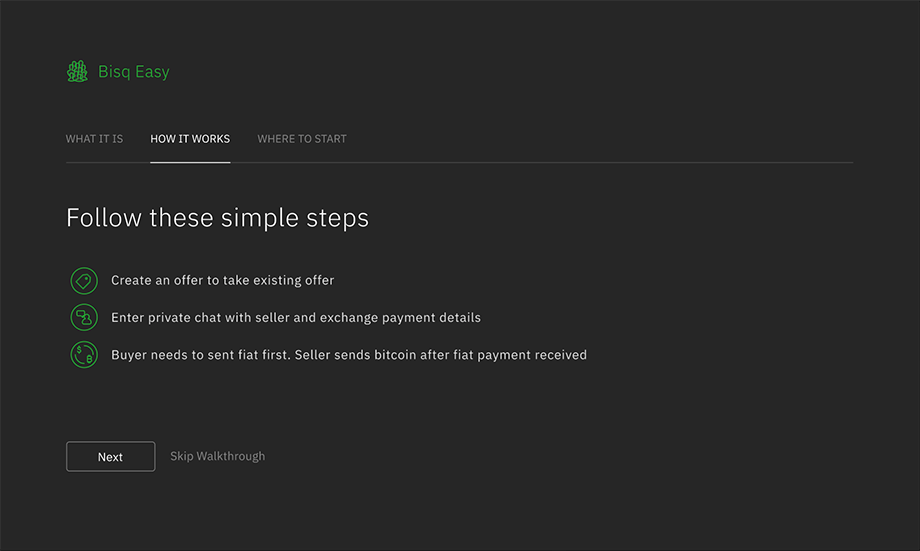 Bisq Easy
WHAT IT IS HOW IT WORKS WHERE TO START
Follow these simple steps
Create an offer to take existing offer
Enter private chat with seller and exchange payment details
Buyer needs to sent fiat first. Seller sends bitcoin after fiat payment received
Next Skip Walkthrough